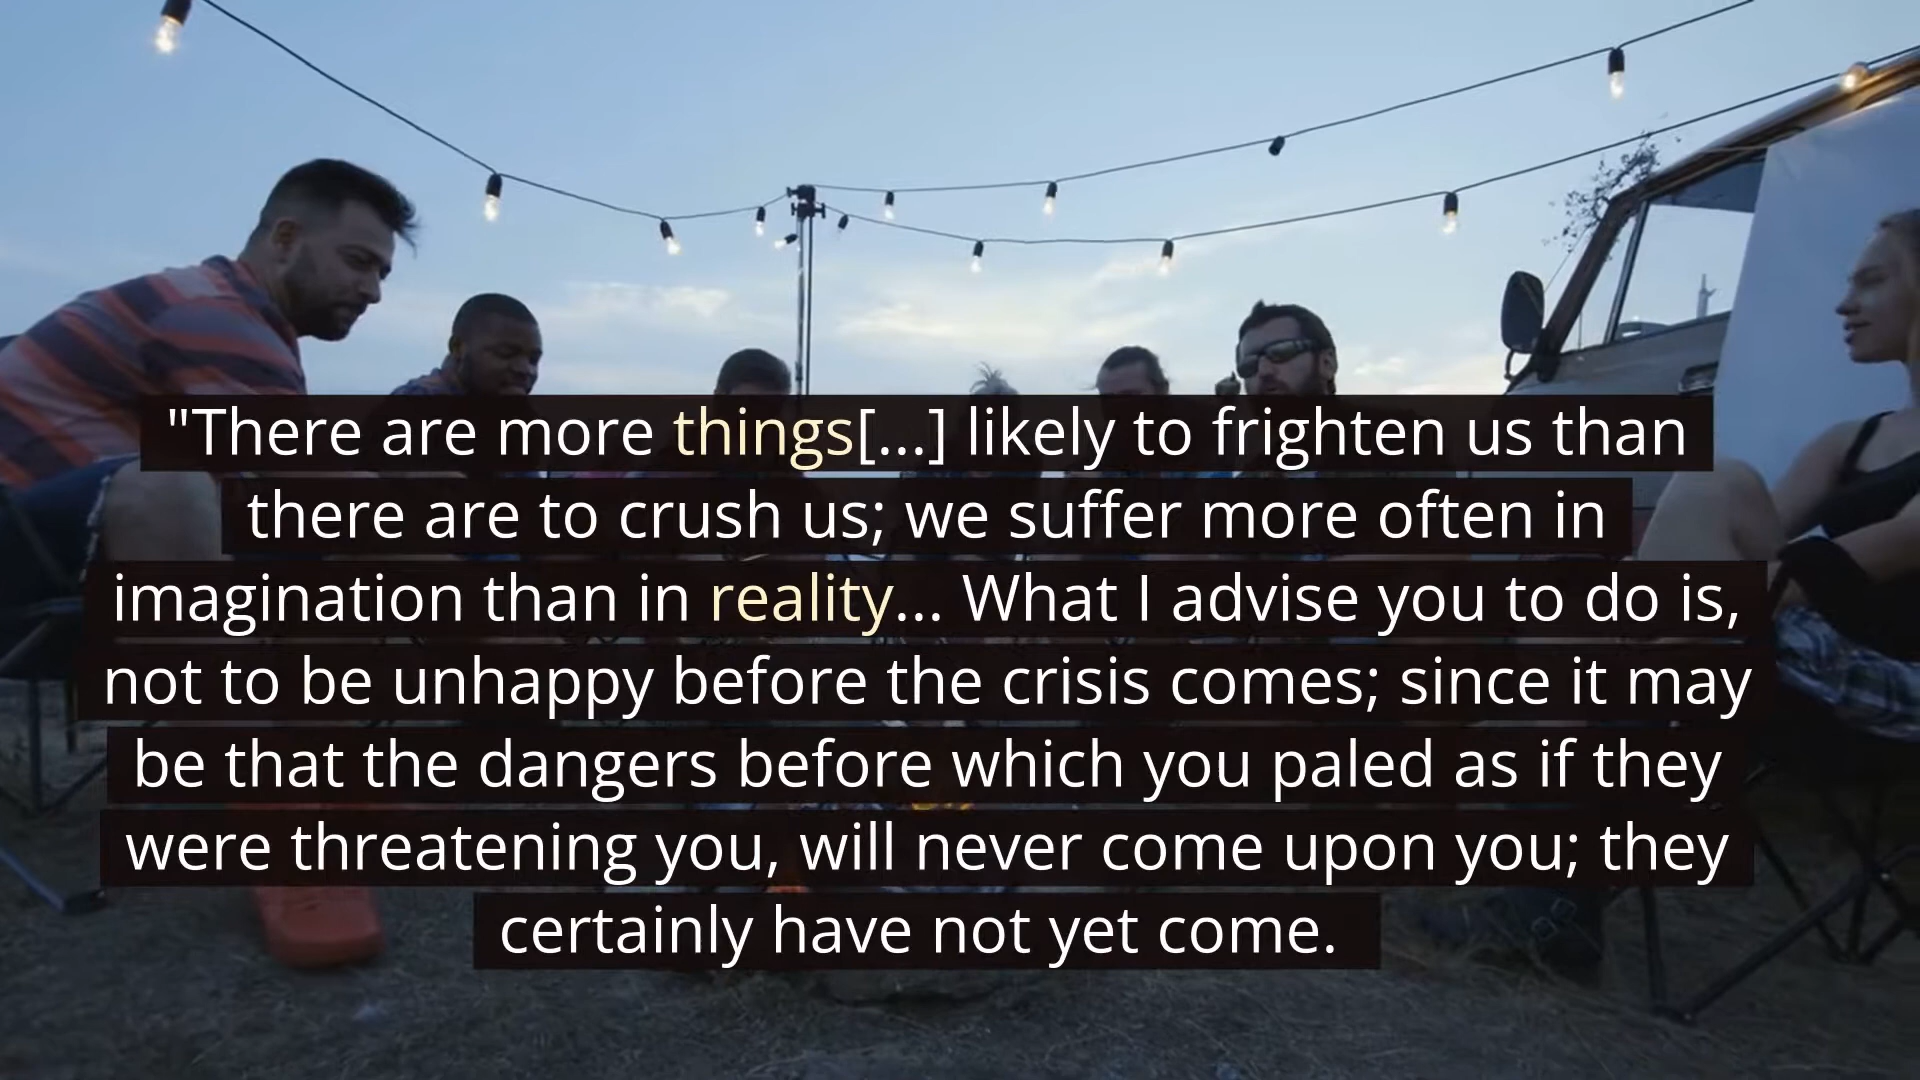 "There are more things[...] likely to frighten us than
there are to crush us; we suffer more often in
imagination than in reality... What I advise you to do is,
not to be unhappy before the crisis comes; since it may
be that the dangers before which you paled as if they
were threatening you, will never come upon you; they
certainly have not yet come.